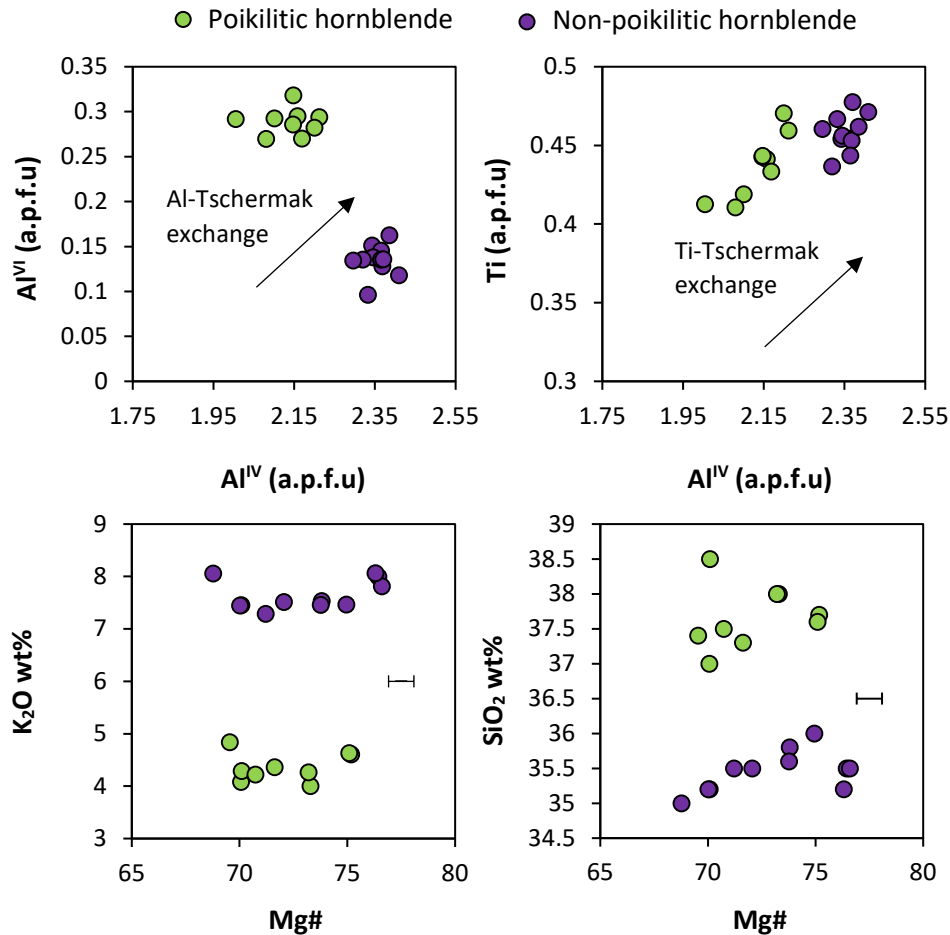 Poikilitic hornblende
Non-poikilitic hornblende
0.35
0.3
0.25
0.2
0.15
0.1
0.05
0
Al^VI (a.p.f.u)
Al-Tschermak
exchange
1.75 1.95 2.15 2.35 2.55
Al^IV (a.p.f.u)
0.5
0.45
0.4
0.35
0.3
Ti (a.p.f.u)
Ti-Tschermak
exchange
1.75 1.95 2.15 2.35 2.55
Al^IV (a.p.f.u)
9
8
7
6
5
4
3
K₂O wt%
65 70 75 80
Mg#
39
38.5
38
37.5
37
36.5
36
35.5
35
34.5
SiO₂ wt%
65 70 75 80
Mg#